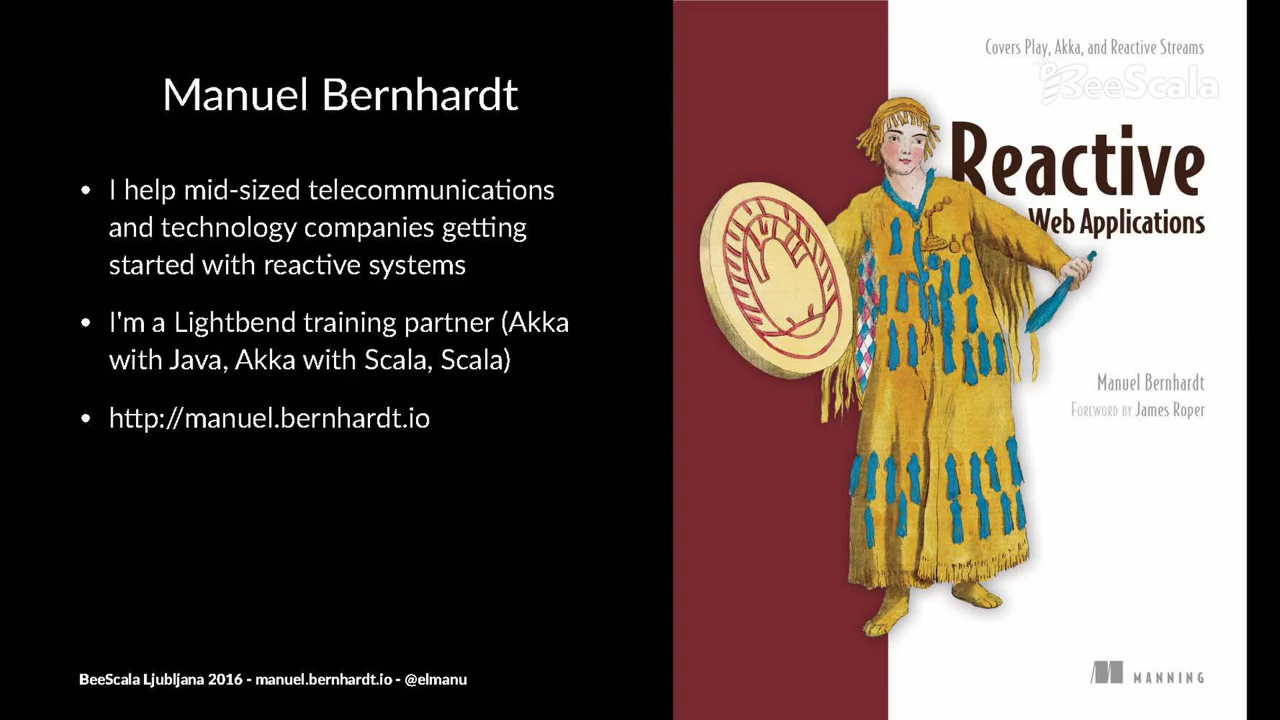 Manuel Bernhardt
• I help mid-sized telecommunications
and technology companies getting
started with reactive systems
• I'm a Lightbend training partner (Akka
with Java, Akka with Scala, Scala)
• http://manuel.bernhardt.io
BeeScala Ljubljana 2016 - manuel.bernhardt.io - @elmanu
Covers Play, Akka, and Reactive Streams
BeeScala
Reactive
Web Applications
Manuel Bernhardt
Foreword by James Roper
MANNING